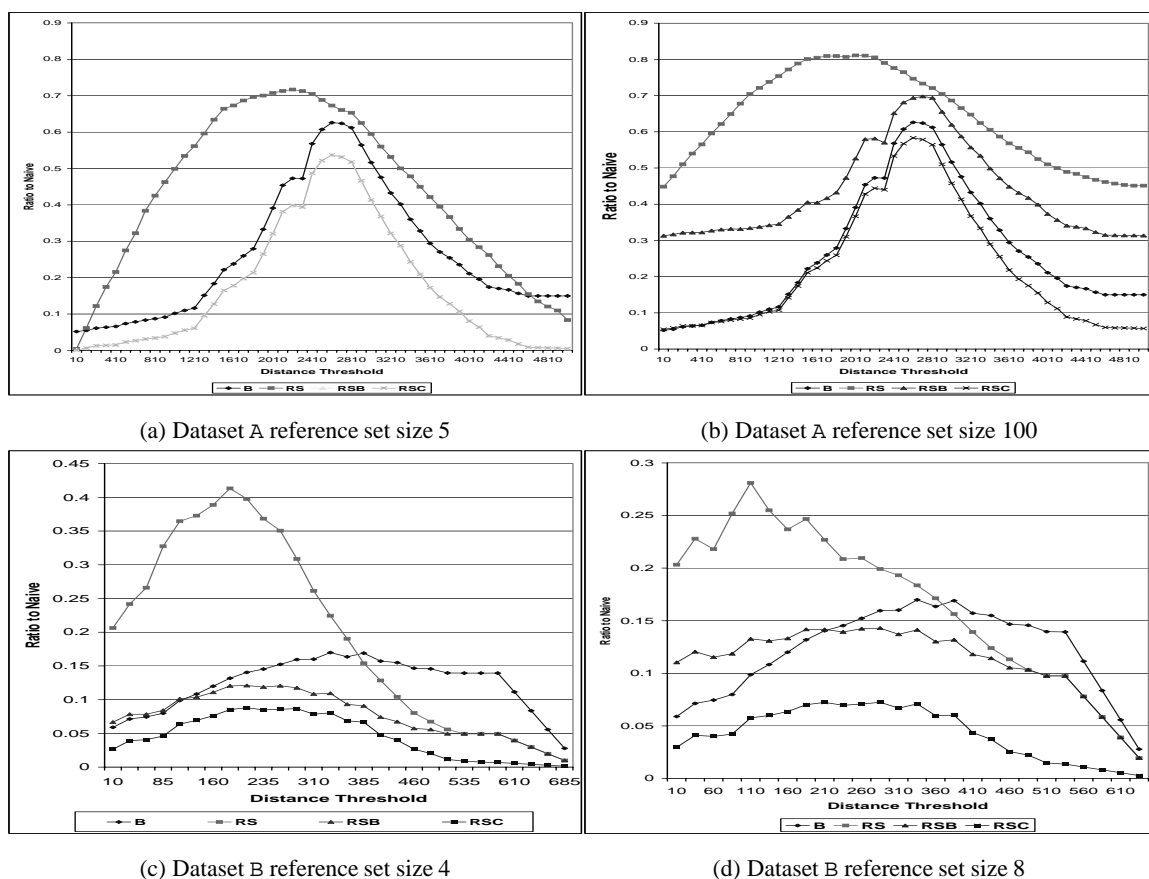 0.9
0.8
0.7
0.6
0.5
0.4
0.3
0.2
0.1
0
Ratio to Naive
10 410 810 1210 1610 2010 2410 2810 3210 3610 4010 4410 4810
Distance Threshold
B RS RSB RSC
(a) Dataset A reference set size 5
0.9
0.8
0.7
0.6
0.5
0.4
0.3
0.2
0.1
0
Ratio to Naive
10 410 810 1210 1610 2010 2410 2810 3210 3610 4010 4410 4810
Distance Threshold
B RS RSB RSC
(b) Dataset A reference set size 100
0.45
0.4
0.35
0.3
0.25
0.2
0.15
0.1
0.05
0
Ratio to Naive
10 85 160 235 310 385 460 535 610 685
Distance Threshold
B RS RSB RSC
(c) Dataset B reference set size 4
0.3
0.25
0.2
0.15
0.1
0.05
0
Ratio to Naive
10 60 110 160 210 260 310 360 410 460 510 560 610
Distance Threshold
B RS RSB RSC
(d) Dataset B reference set size 8